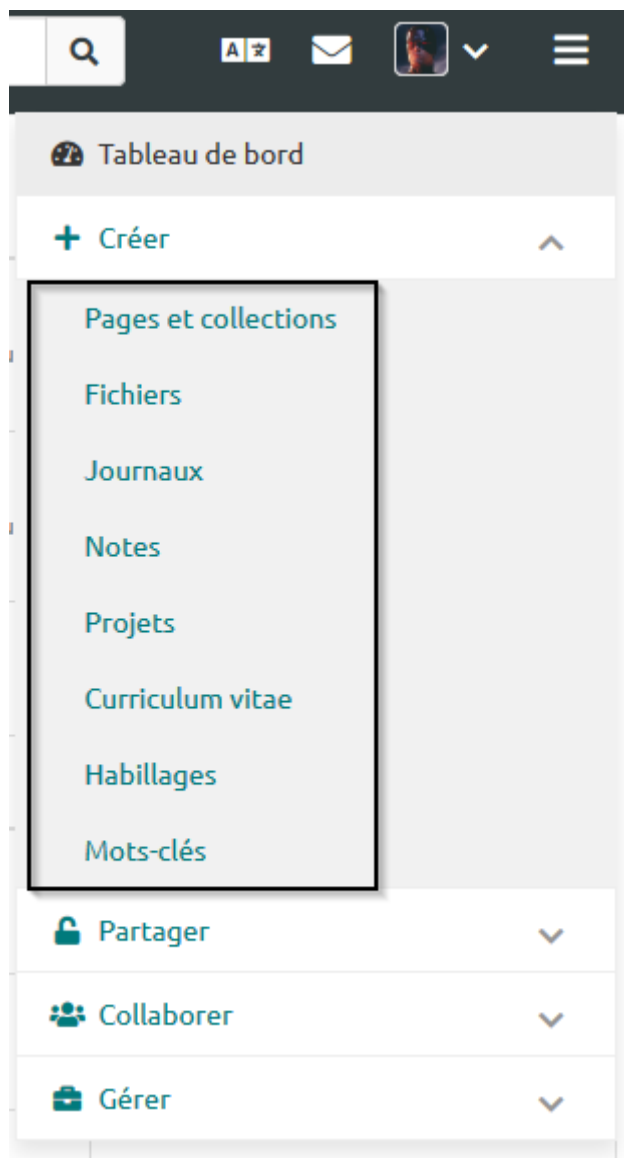 Tableau de bord
Créer
Pages et collections
Fichiers
Journaux
Notes
Projets
Curriculum vitae
Habillages
Mots-clés
Partager
Collaborer
Gérer